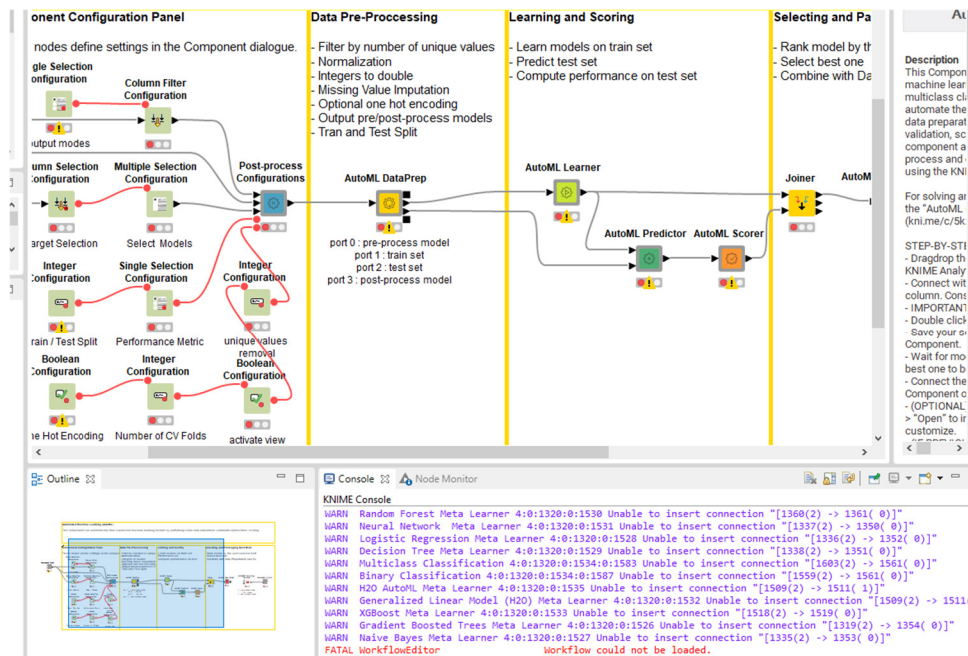 onent Configuration Panel
nodes define settings in the Component dialogue.
gle Selection
onfiguration
Column Filter
Configuration
output modes
umn Selection
Configuration
Multiple Selection
Configuration
Post-process
Configurations
arget Selection
Select Models
Integer
Configuration
Single Selection
Configuration
Integer
Configuration
rain / Test Split
Performance Metric
unique values
removal
Boolean
Configuration
Integer
Configuration
Boolean
Configuration
ne Hot Encoding
Number of CV Folds
activate view
Data Pre-Proccessing
- Filter by number of unique values
- Normalization
- Integers to double
- Missing Value Imputation
- Optional one hot encoding
- Output pre/post-process models
- Tran and Test Split
AutoML DataPrep
port 0 : pre-process model
port 1 : train set
port 2 : test set
port 3 : post-process model
Learning and Scoring
- Learn models on train set
- Predict test set
- Compute performance on test set
AutoML Learner
AutoML Predictor
AutoML Scorer
Selecting and Pa
- Rank model by th
- Select best one
- Combine with Da
Joiner
AutoM
Au
Description
This Compon
machine lear
multiclass cla
automate the
data preparat
validation, sc
component a
process and
using the KNI
For solving an
the "AutoML
(kni.me/c/5k
STEP-BY-STE
- Dragdrop th
KNIME Analy
- Connect wit
column. Cons
- IMPORTANT
- Double click
- Save your se
Component.
- Wait for mo
best one to b
- Connect the
Component o
- (OPTIONAL
> "Open" to in
customize.
Outline
Console
Node Monitor
KNIME Console
WARN Random Forest Meta Learner 4:0:1320:0:1530 Unable to insert connection "[1360(2) -> 1361( 0)]"
WARN Neural Network Meta Learner 4:0:1320:0:1531 Unable to insert connection "[1337(2) -> 1350( 0)]"
WARN Logistic Regression Meta Learner 4:0:1320:0:1528 Unable to insert connection "[1336(2) -> 1352( 0)]"
WARN Decision Tree Meta Learner 4:0:1320:0:1529 Unable to insert connection "[1338(2) -> 1351( 0)]"
WARN Multiclass Classification 4:0:1320:0:1534:0:1583 Unable to insert connection "[1603(2) -> 1561( 0)]"
WARN Binary Classification 4:0:1320:0:1534:0:1587 Unable to insert connection "[1559(2) -> 1561( 0)]"
WARN H2O AutoML Meta Learner 4:0:1320:0:1535 Unable to insert connection "[1509(2) -> 1511( 1)]"
WARN Generalized Linear Model (H2O) Meta Learner 4:0:1320:0:1532 Unable to insert connection "[1509(2) -> 1511(
WARN XGBoost Meta Learner 4:0:1320:0:1533 Unable to insert connection "[1518(2) -> 1519( 0)]"
WARN Gradient Boosted Trees Meta Learner 4:0:1320:0:1526 Unable to insert connection "[1319(2) -> 1354( 0)]"
WARN Naive Bayes Meta Learner 4:0:1320:0:1527 Unable to insert connection "[1335(2) -> 1353( 0)]"
FATAL WorkflowEditor Workflow could not be loaded.